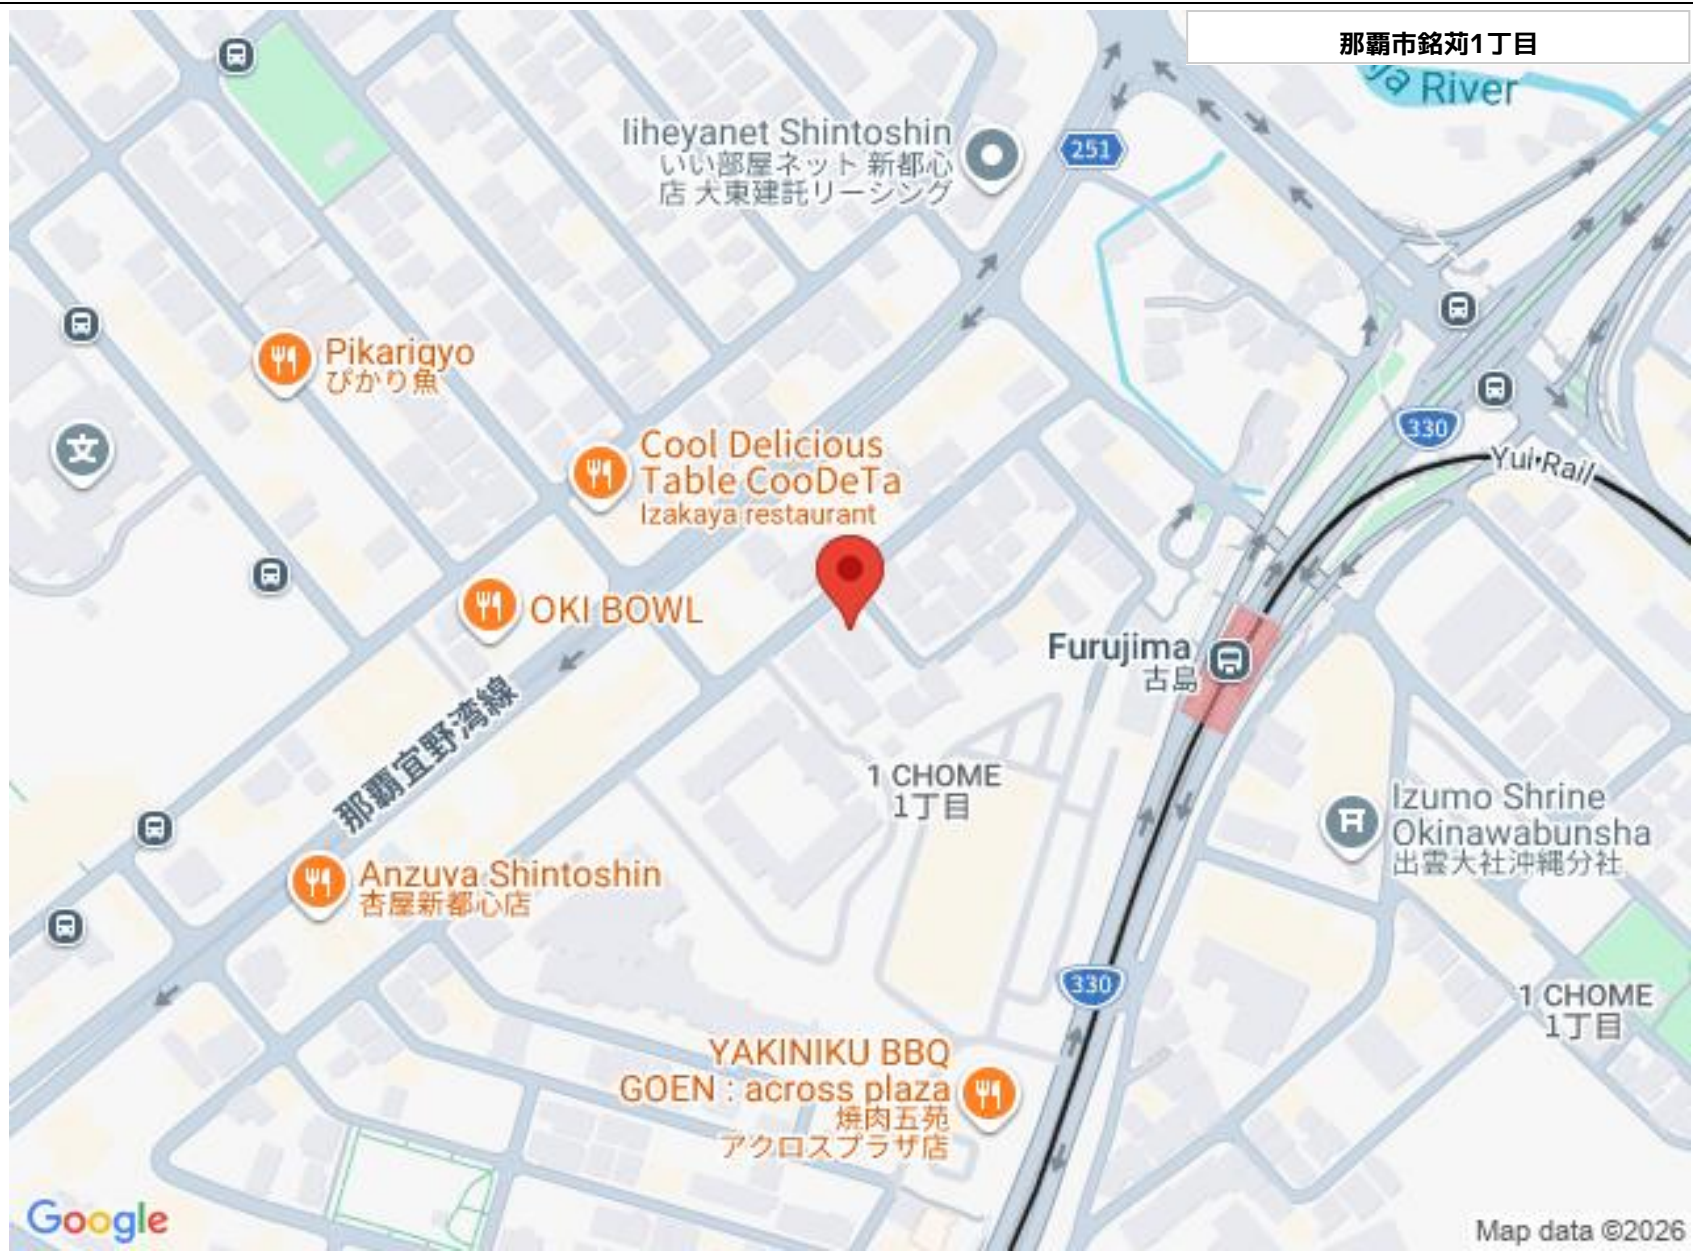 那覇市銘苅1丁目
ja River
Iiheyanet Shintoshin
いい部屋ネット 新都心
店 大東建託リーシング
251
Pikarigyo
ぴかり魚
文
Cool Delicious
Table CooDeTa
Izakaya restaurant
330
Yui Rail
OKI BOWL
Furujima
古島
那覇宜野湾線
1 CHOME
1丁目
Izumo Shrine
Okinawabunsha
出雲大社沖縄分社
Anzuya Shintoshin
杏屋新都心店
330
1 CHOME
1丁目
YAKINIKU BBQ
GOEN : across plaza
焼肉五苑
アクロスプラザ店
Google
Map data ©2026